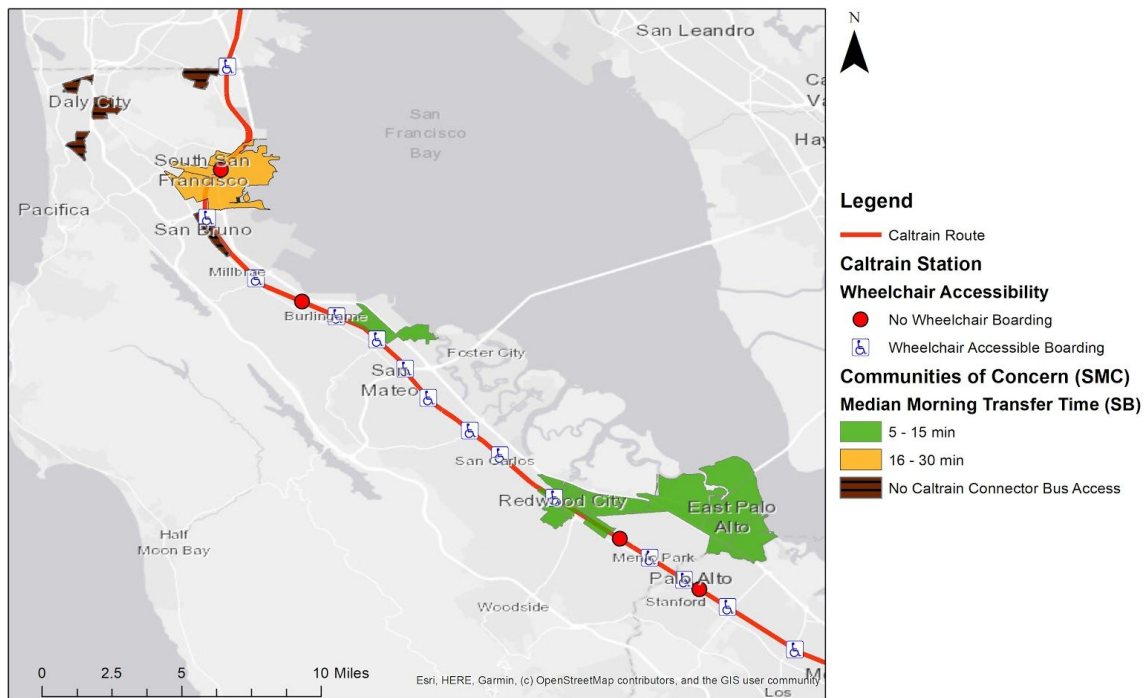 San Leandro
N
Ca
Va
Hay
Daly City
San
Francisco
Bay
South San
Francisco
Pacifica
San Bruno
Millbrae
Burlingame
Foster City
San
Mateo
San Carlos
Redwood City
East Palo
Alto
Half
Moon Bay
Menlo Park
Palo Alto
Stanford
Woodside
0 2.5 5 10 Miles
Esri, HERE, Garmin, (c) OpenStreetMap contributors, and the GIS user community
Los
Legend
Caltrain Route
Caltrain Station
Wheelchair Accessibility
No Wheelchair Boarding
Wheelchair Accessible Boarding
Communities of Concern (SMC)
Median Morning Transfer Time (SB)
5 - 15 min
16 - 30 min
No Caltrain Connector Bus Access